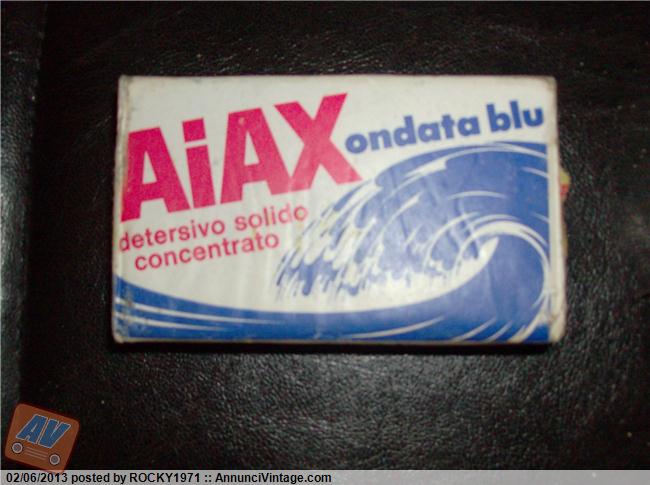 AiAX
ondata blu
detersivo solido
concentrato
AV
02/06/2013 posted by ROCKY1971 :: AnnunciVintage.com